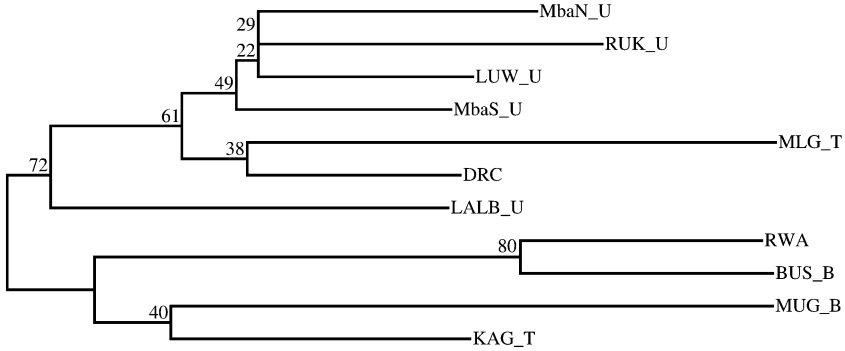 MbaN_U
29
RUK_U
22
LUW_U
49
MbaS_U
61
MLG_T
38
DRC
72
LALB_U
RWA
80
BUS_B
MUG_B
40
KAG_T